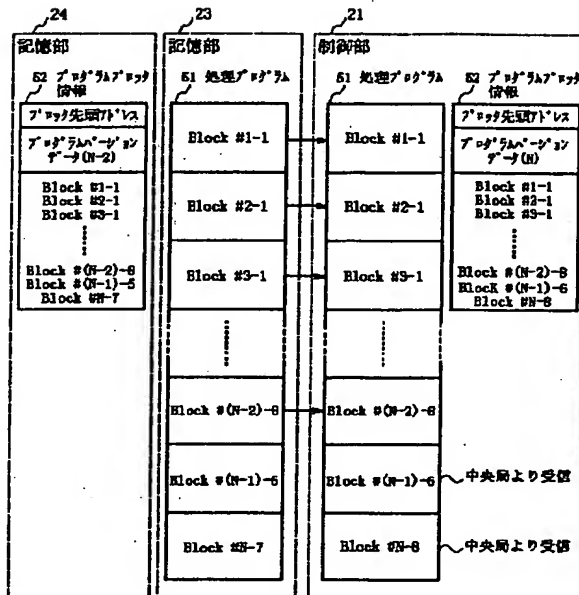 24
23
21
記憶部
記憶部
制御部
52 プログラムブロック
情報
51 処理プログラム
51 処理プログラム
52 プログラムブロック
情報
ブロック先頭アドレス
プログラムバージョン
データ(N-2)
Block #1-1
Block #2-1
Block #3-1
Block #(N-2)-6
Block #(N-1)-5
Block #N-7
Block #1-1
Block #2-1
Block #3-1
Block #(N-2)-6
Block #(N-1)-5
Block #N-7
Block #1-1
Block #2-1
Block #3-1
Block #(N-2)-6
Block #(N-1)-6
Block #N-8
中央局より受信
中央局より受信
ブロック先頭アドレス
プログラムバージョン
データ(N)
Block #1-1
Block #2-1
Block #3-1
Block #(N-2)-6
Block #(N-1)-6
Block #N-8